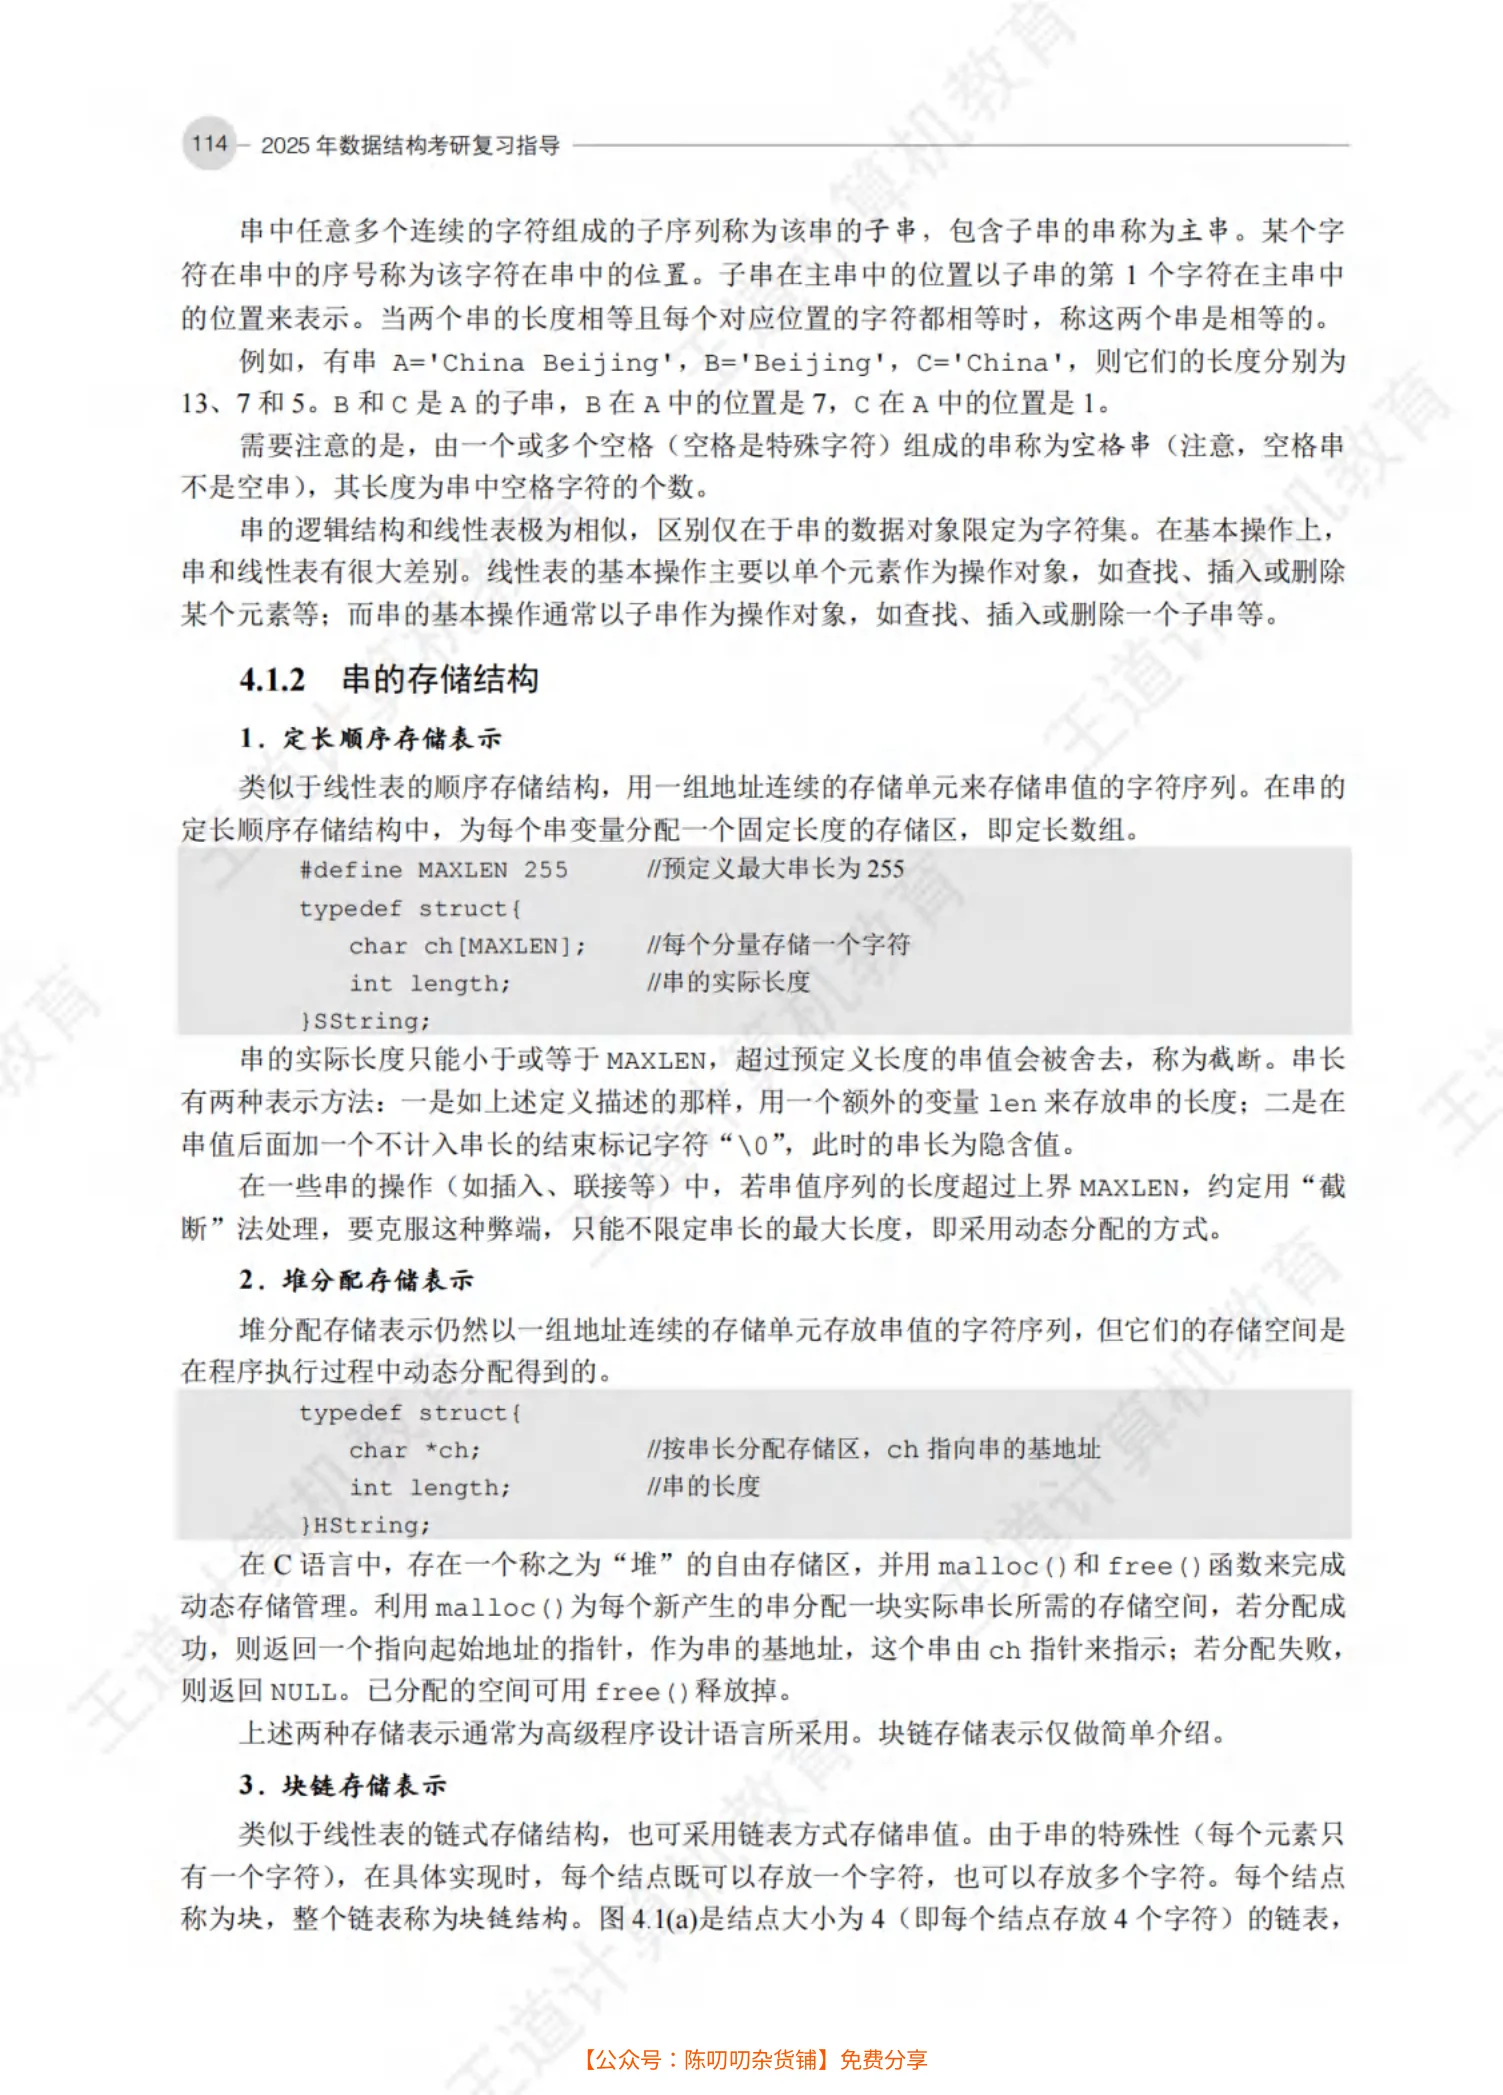 114 2025 年数据结构考研复习指导
串中任意多个连续的字符组成的子序列称为该串的子串，包含子串的串称为主串。某个字
符在串中的序号称为该字符在串中的位置。子串在主串中的位置以子串的第 1 个字符在主串中
的位置来表示。当两个串的长度相等且每个对应位置的字符都相等时，称这两个串是相等的。
例如，有串 A='China Beijing'，B='Beijing'，C='China'，则它们的长度分别为
13、7 和 5。B 和 C 是 A 的子串，B 在 A 中的位置是 7，C 在 A 中的位置是 1。
需要注意的是，由一个或多个空格（空格是特殊字符）组成的串称为空格串（注意，空格串
不是空串），其长度为串中空格字符的个数。
串的逻辑结构和线性表极为相似，区别仅在于串的数据对象限定为字符集。在基本操作上，
串和线性表有很大差别。线性表的基本操作主要以单个元素作为操作对象，如查找、插入或删除
某个元素等；而串的基本操作通常以子串作为操作对象，如查找、插入或删除一个子串等。
4.1.2 串的存储结构
1．定长顺序存储表示
类似于线性表的顺序存储结构，用一组地址连续的存储单元来存储串值的字符序列。在串的
定长顺序存储结构中，为每个串变量分配一个固定长度的存储区，即定长数组。
#define MAXLEN 255 //预定义最大串长为 255
typedef struct{
char ch[MAXLEN]; //每个分量存储一个字符
int length; //串的实际长度
}SString;
串的实际长度只能小于或等于 MAXLEN，超过预定义长度的串值会被舍去，称为截断。串长
有两种表示方法：一是如上述定义描述的那样，用一个额外的变量 len 来存放串的长度；二是在
串值后面加一个不计入串长的结束标记字符“\0”，此时的串长为隐含值。
在一些串的操作（如插入、联接等）中，若串值序列的长度超过上界 MAXLEN，约定用“截
断”法处理，要克服这种弊端，只能不限定串长的最大长度，即采用动态分配的方式。
2．堆分配存储表示
堆分配存储表示仍然以一组地址连续的存储单元存放串值的字符序列，但它们的存储空间是
在程序执行过程中动态分配得到的。
typedef struct{
char *ch; //按串长分配存储区，ch 指向串的基地址
int length; //串的长度
}HString;
在 C 语言中，存在一个称之为“堆”的自由存储区，并用 malloc()和 free()函数来完成
动态存储管理。利用 malloc()为每个新产生的串分配一块实际串长所需的存储空间，若分配成
功，则返回一个指向起始地址的指针，作为串的基地址，这个串由 ch 指针来指示；若分配失败，
则返回 NULL。已分配的空间可用 free()释放掉。
上述两种存储表示通常为高级程序设计语言所采用。块链存储表示仅做简单介绍。
3．块链存储表示
类似于线性表的链式存储结构，也可采用链表方式存储串值。由于串的特殊性（每个元素只
有一个字符），在具体实现时，每个结点既可以存放一个字符，也可以存放多个字符。每个结点
称为块，整个链表称为块链结构。图 4.1(a)是结点大小为 4（即每个结点存放 4 个字符）的链表，
【公众号：陈叨叨杂货铺】免费分享